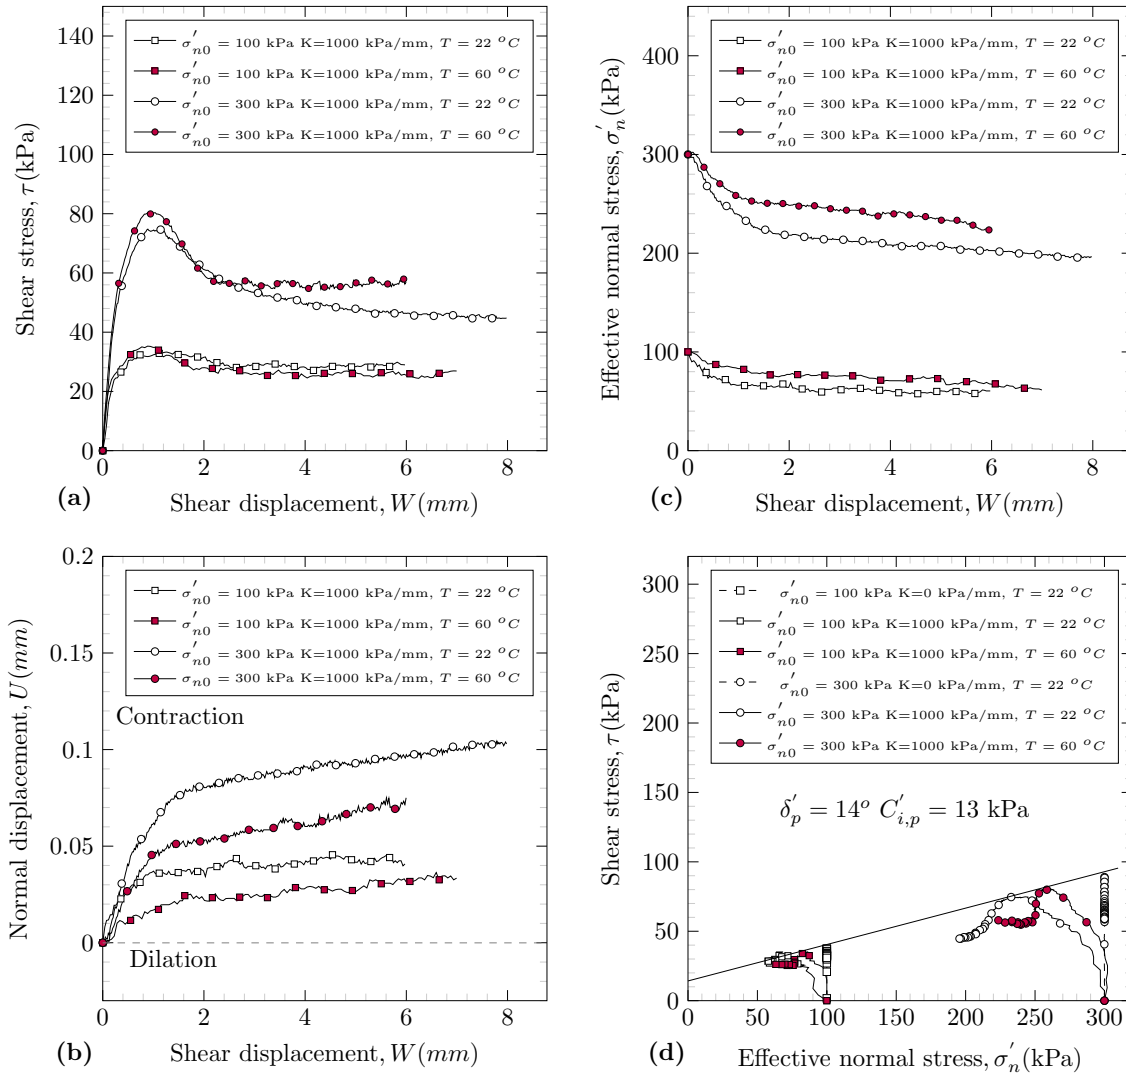 140
120
100
80
60
40
20
0
0 2 4 6 8
Shear stress, τ(kPa)
σ′n0 = 100 kPa K=1000 kPa/mm, T = 22 °C
σ′n0 = 100 kPa K=1000 kPa/mm, T = 60 °C
σ′n0 = 300 kPa K=1000 kPa/mm, T = 22 °C
σ′n0 = 300 kPa K=1000 kPa/mm, T = 60 °C
(a)
Shear displacement, W(mm)
400
300
200
100
0
0 2 4 6 8
Effective normal stress, σ′n(kPa)
σ′n0 = 100 kPa K=1000 kPa/mm, T = 22 °C
σ′n0 = 100 kPa K=1000 kPa/mm, T = 60 °C
σ′n0 = 300 kPa K=1000 kPa/mm, T = 22 °C
σ′n0 = 300 kPa K=1000 kPa/mm, T = 60 °C
(c)
Shear displacement, W(mm)
0.2
0.15
0.1
0.05
0
0 2 4 6 8
Normal displacement, U(mm)
σ′n0 = 100 kPa K=1000 kPa/mm, T = 22 °C
σ′n0 = 100 kPa K=1000 kPa/mm, T = 60 °C
σ′n0 = 300 kPa K=1000 kPa/mm, T = 22 °C
σn0 = 300 kPa K=1000 kPa/mm, T = 60 °C
Contraction
Dilation
(b)
Shear displacement, W(mm)
300
250
200
150
100
50
0
0 50 100 150 200 250 300
Shear stress, τ(kPa)
σ′n0 = 100 kPa K=0 kPa/mm, T = 22 °C
σ′n0 = 100 kPa K=1000 kPa/mm, T = 22 °C
σ′n0 = 100 kPa K=1000 kPa/mm, T = 60 °C
σ′n0 = 300 kPa K=0 kPa/mm, T = 22 °C
σ′n0 = 300 kPa K=1000 kPa/mm, T = 22 °C
σ′n0 = 300 kPa K=1000 kPa/mm, T = 60 °C
δ′p = 14° C′i,p = 13 kPa
(d)
Effective normal stress, σ′n(kPa)